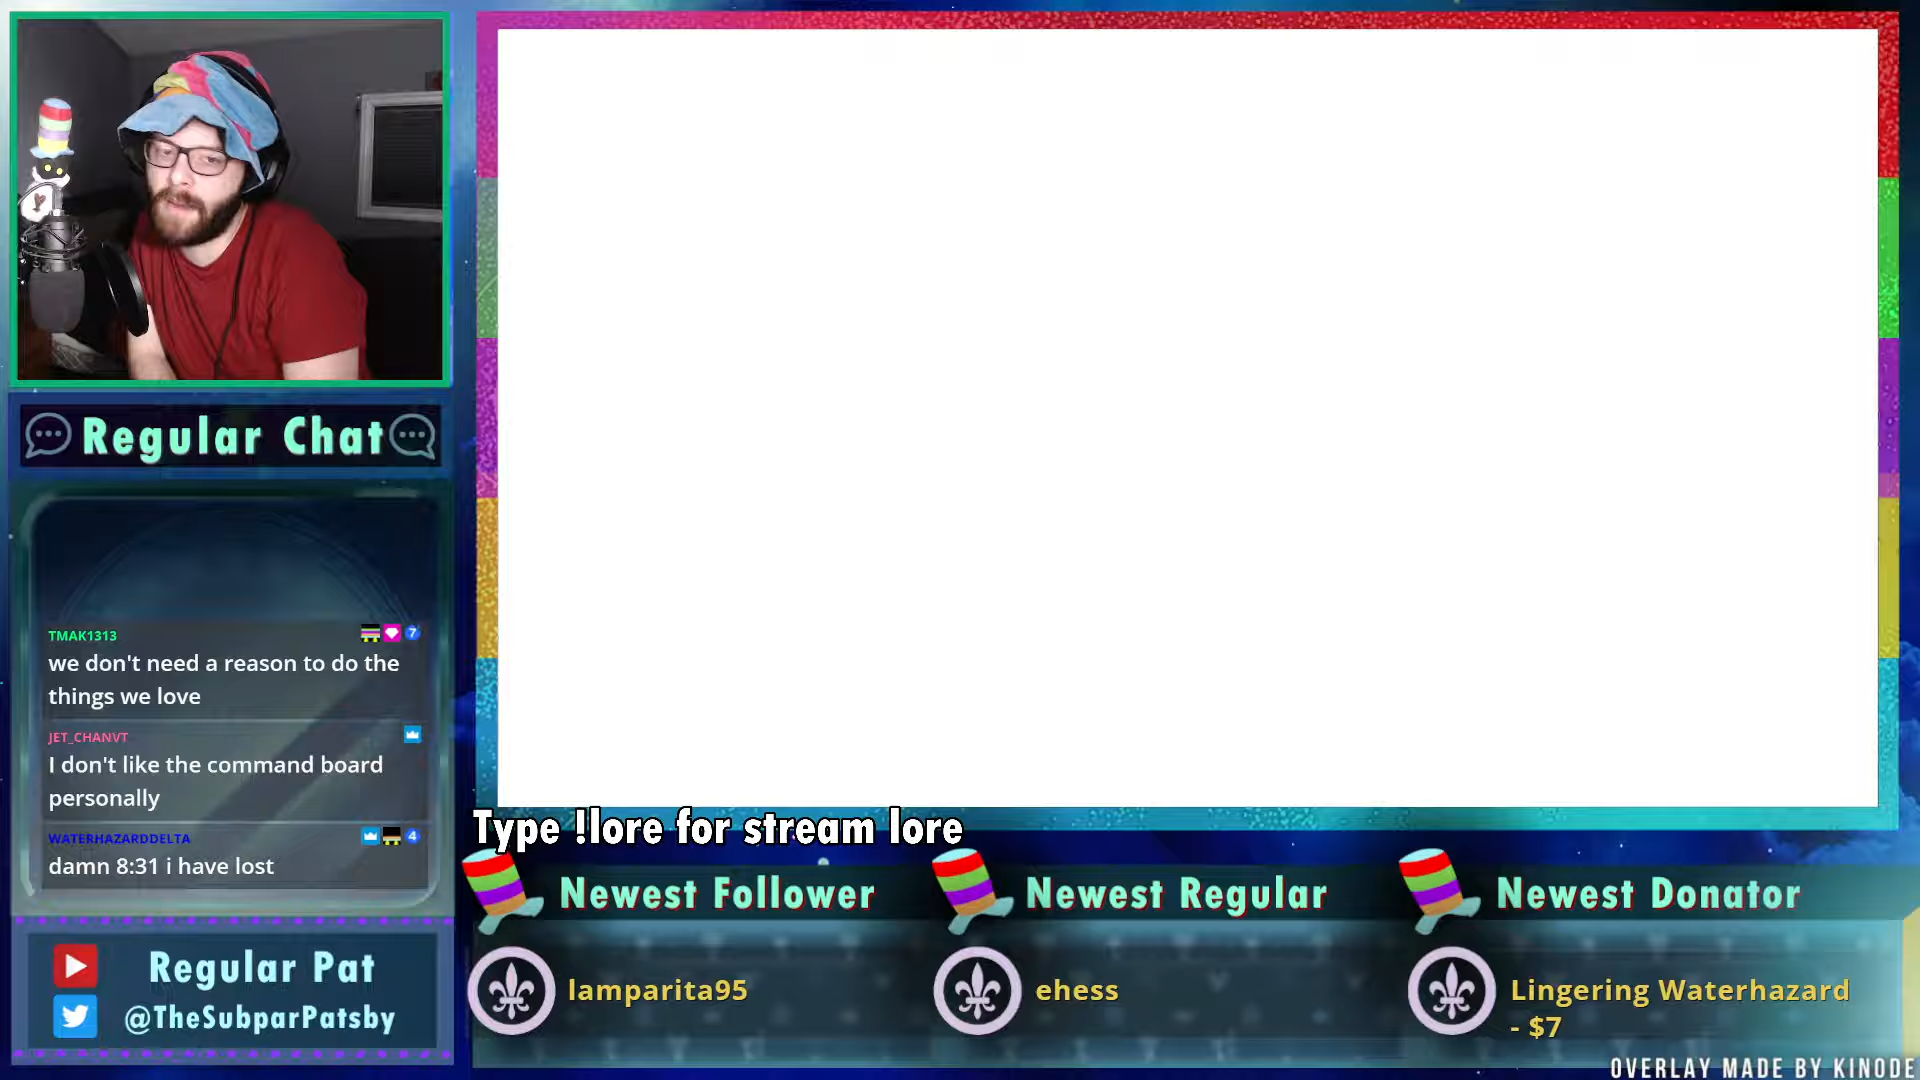 Regular Chat
TMAK1313
7
we don't need a reason to do the
things we love
JET_CHANVT
I don't like the command board
personally
WATERHAZARDDELTA
4
damn 8:31 i have lost
Regular Pat
@TheSubparPatsby
Type !lore for stream lore
Newest Follower
lamparita95
Newest Regular
ehess
Newest Donator
Lingering Waterhazard
- $7
OVERLAY MADE BY KINODE